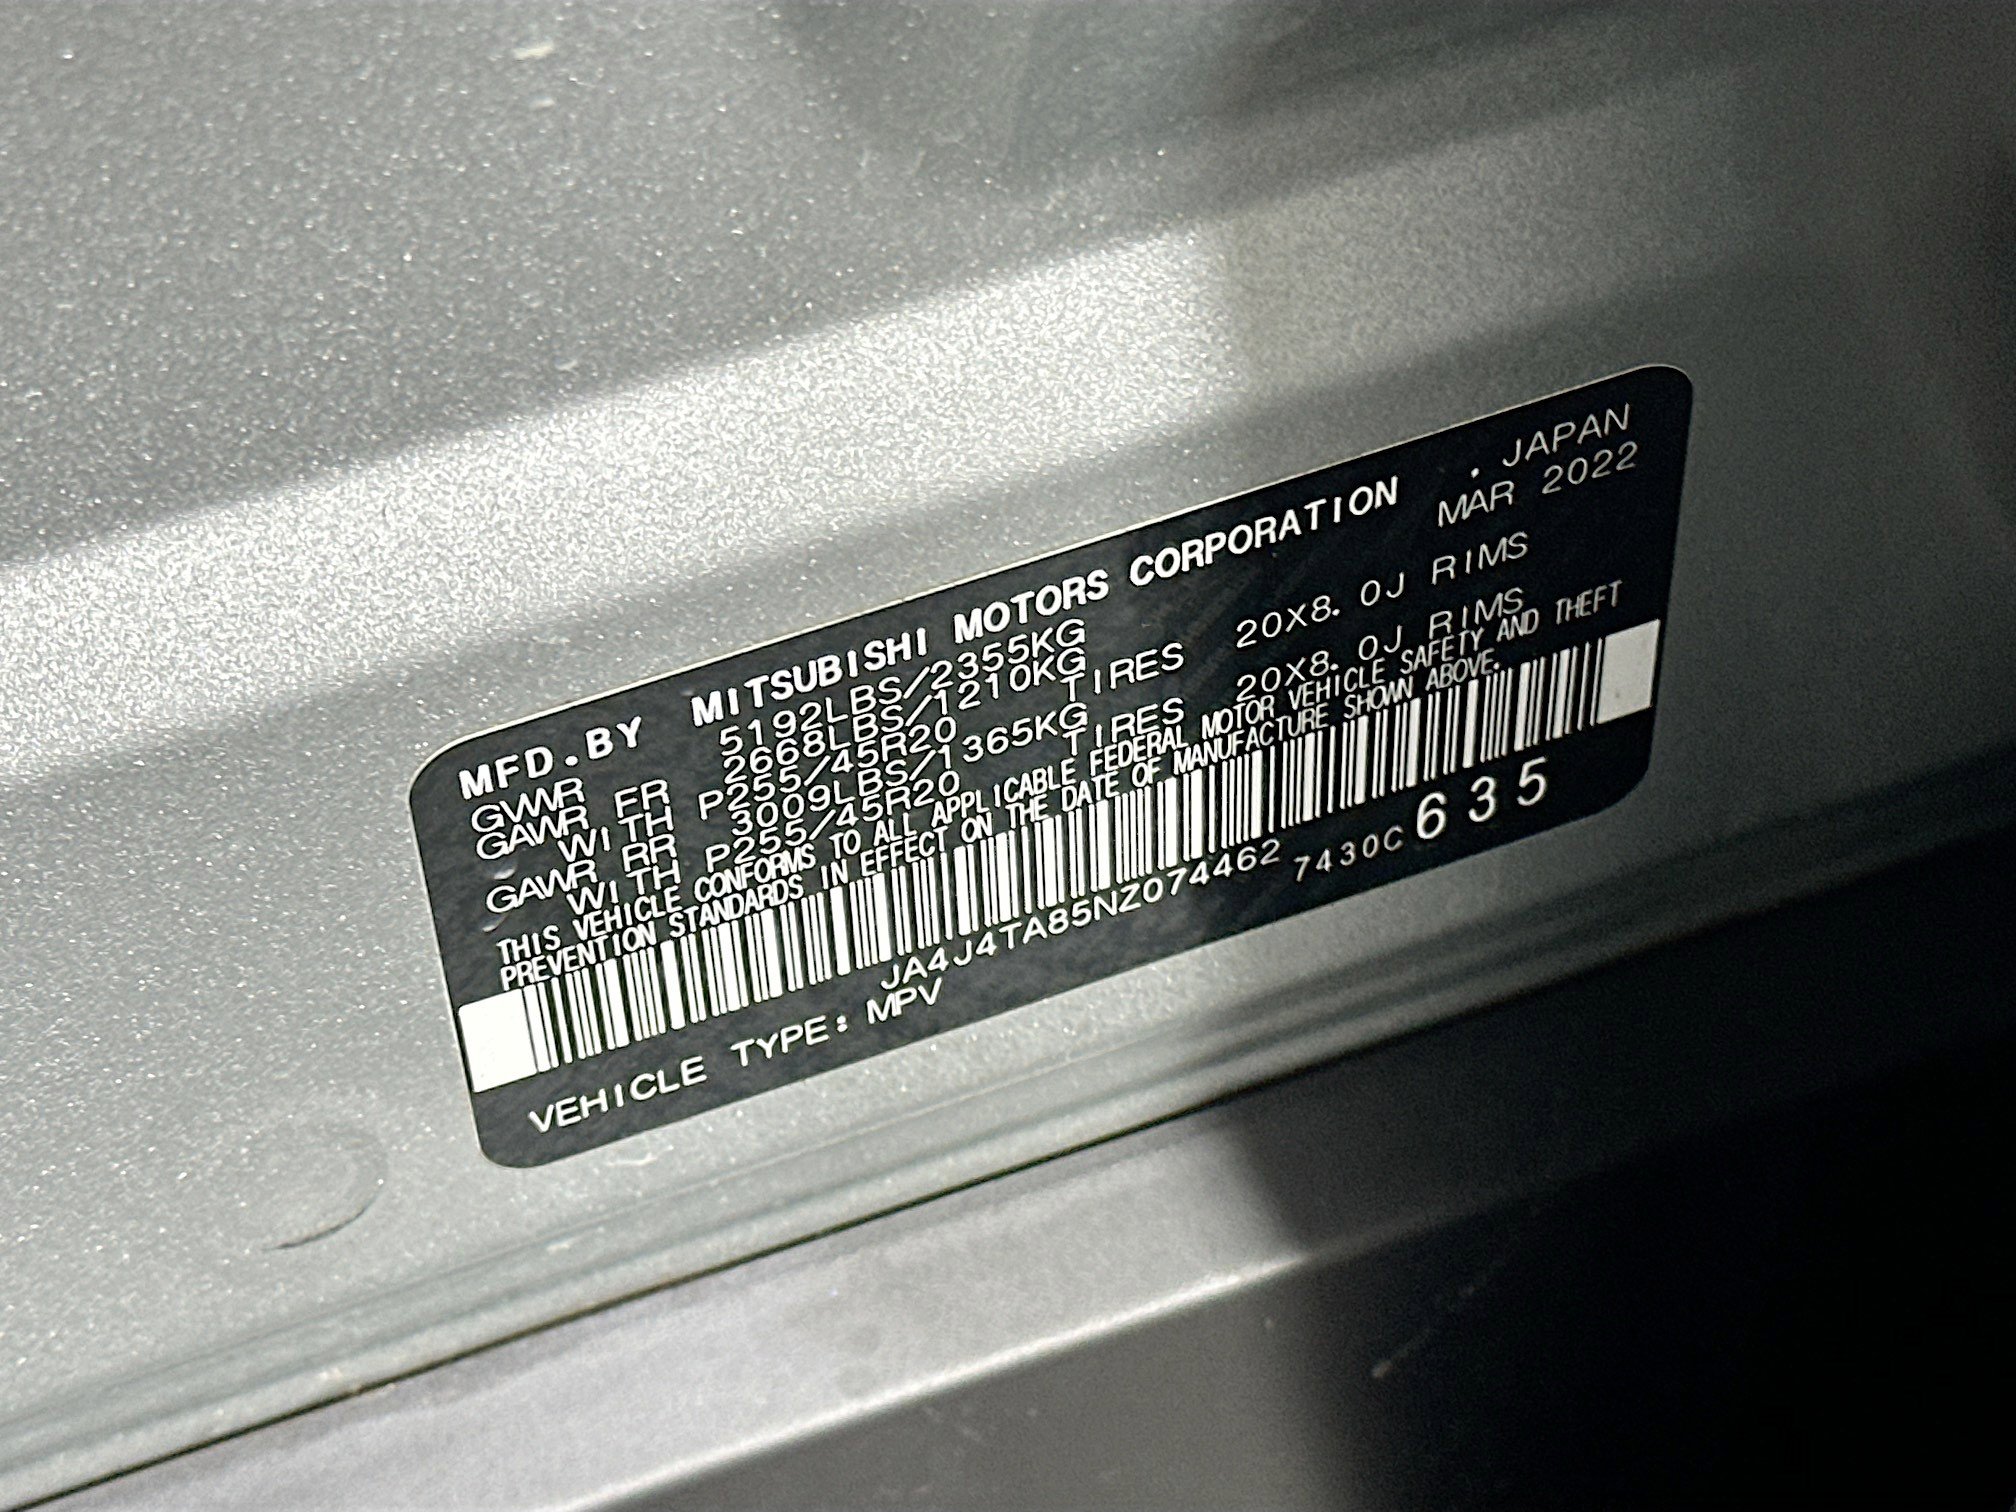 MFD.BY MITSUBISHI MOTORS CORPORATION . JAPAN
GVWR 5192LBS/2355KG MAR 2022
GAWR FR 2668LBS/1210KG
WITH P255/45R20 TIRES 20X8.0J RIMS
GAWR RR 3009LBS/1365KG
WITH P255/45R20 TIRES 20X8.0J RIMS
THIS VEHICLE CONFORMS TO ALL APPLICABLE FEDERAL MOTOR VEHICLE SAFETY AND THEFT
PREVENTION STANDARDS IN EFFECT ON THE DATE OF MANUFACTURE SHOWN ABOVE.
JA4J4TA85NZ074462 7430C 635
VEHICLE TYPE: MPV